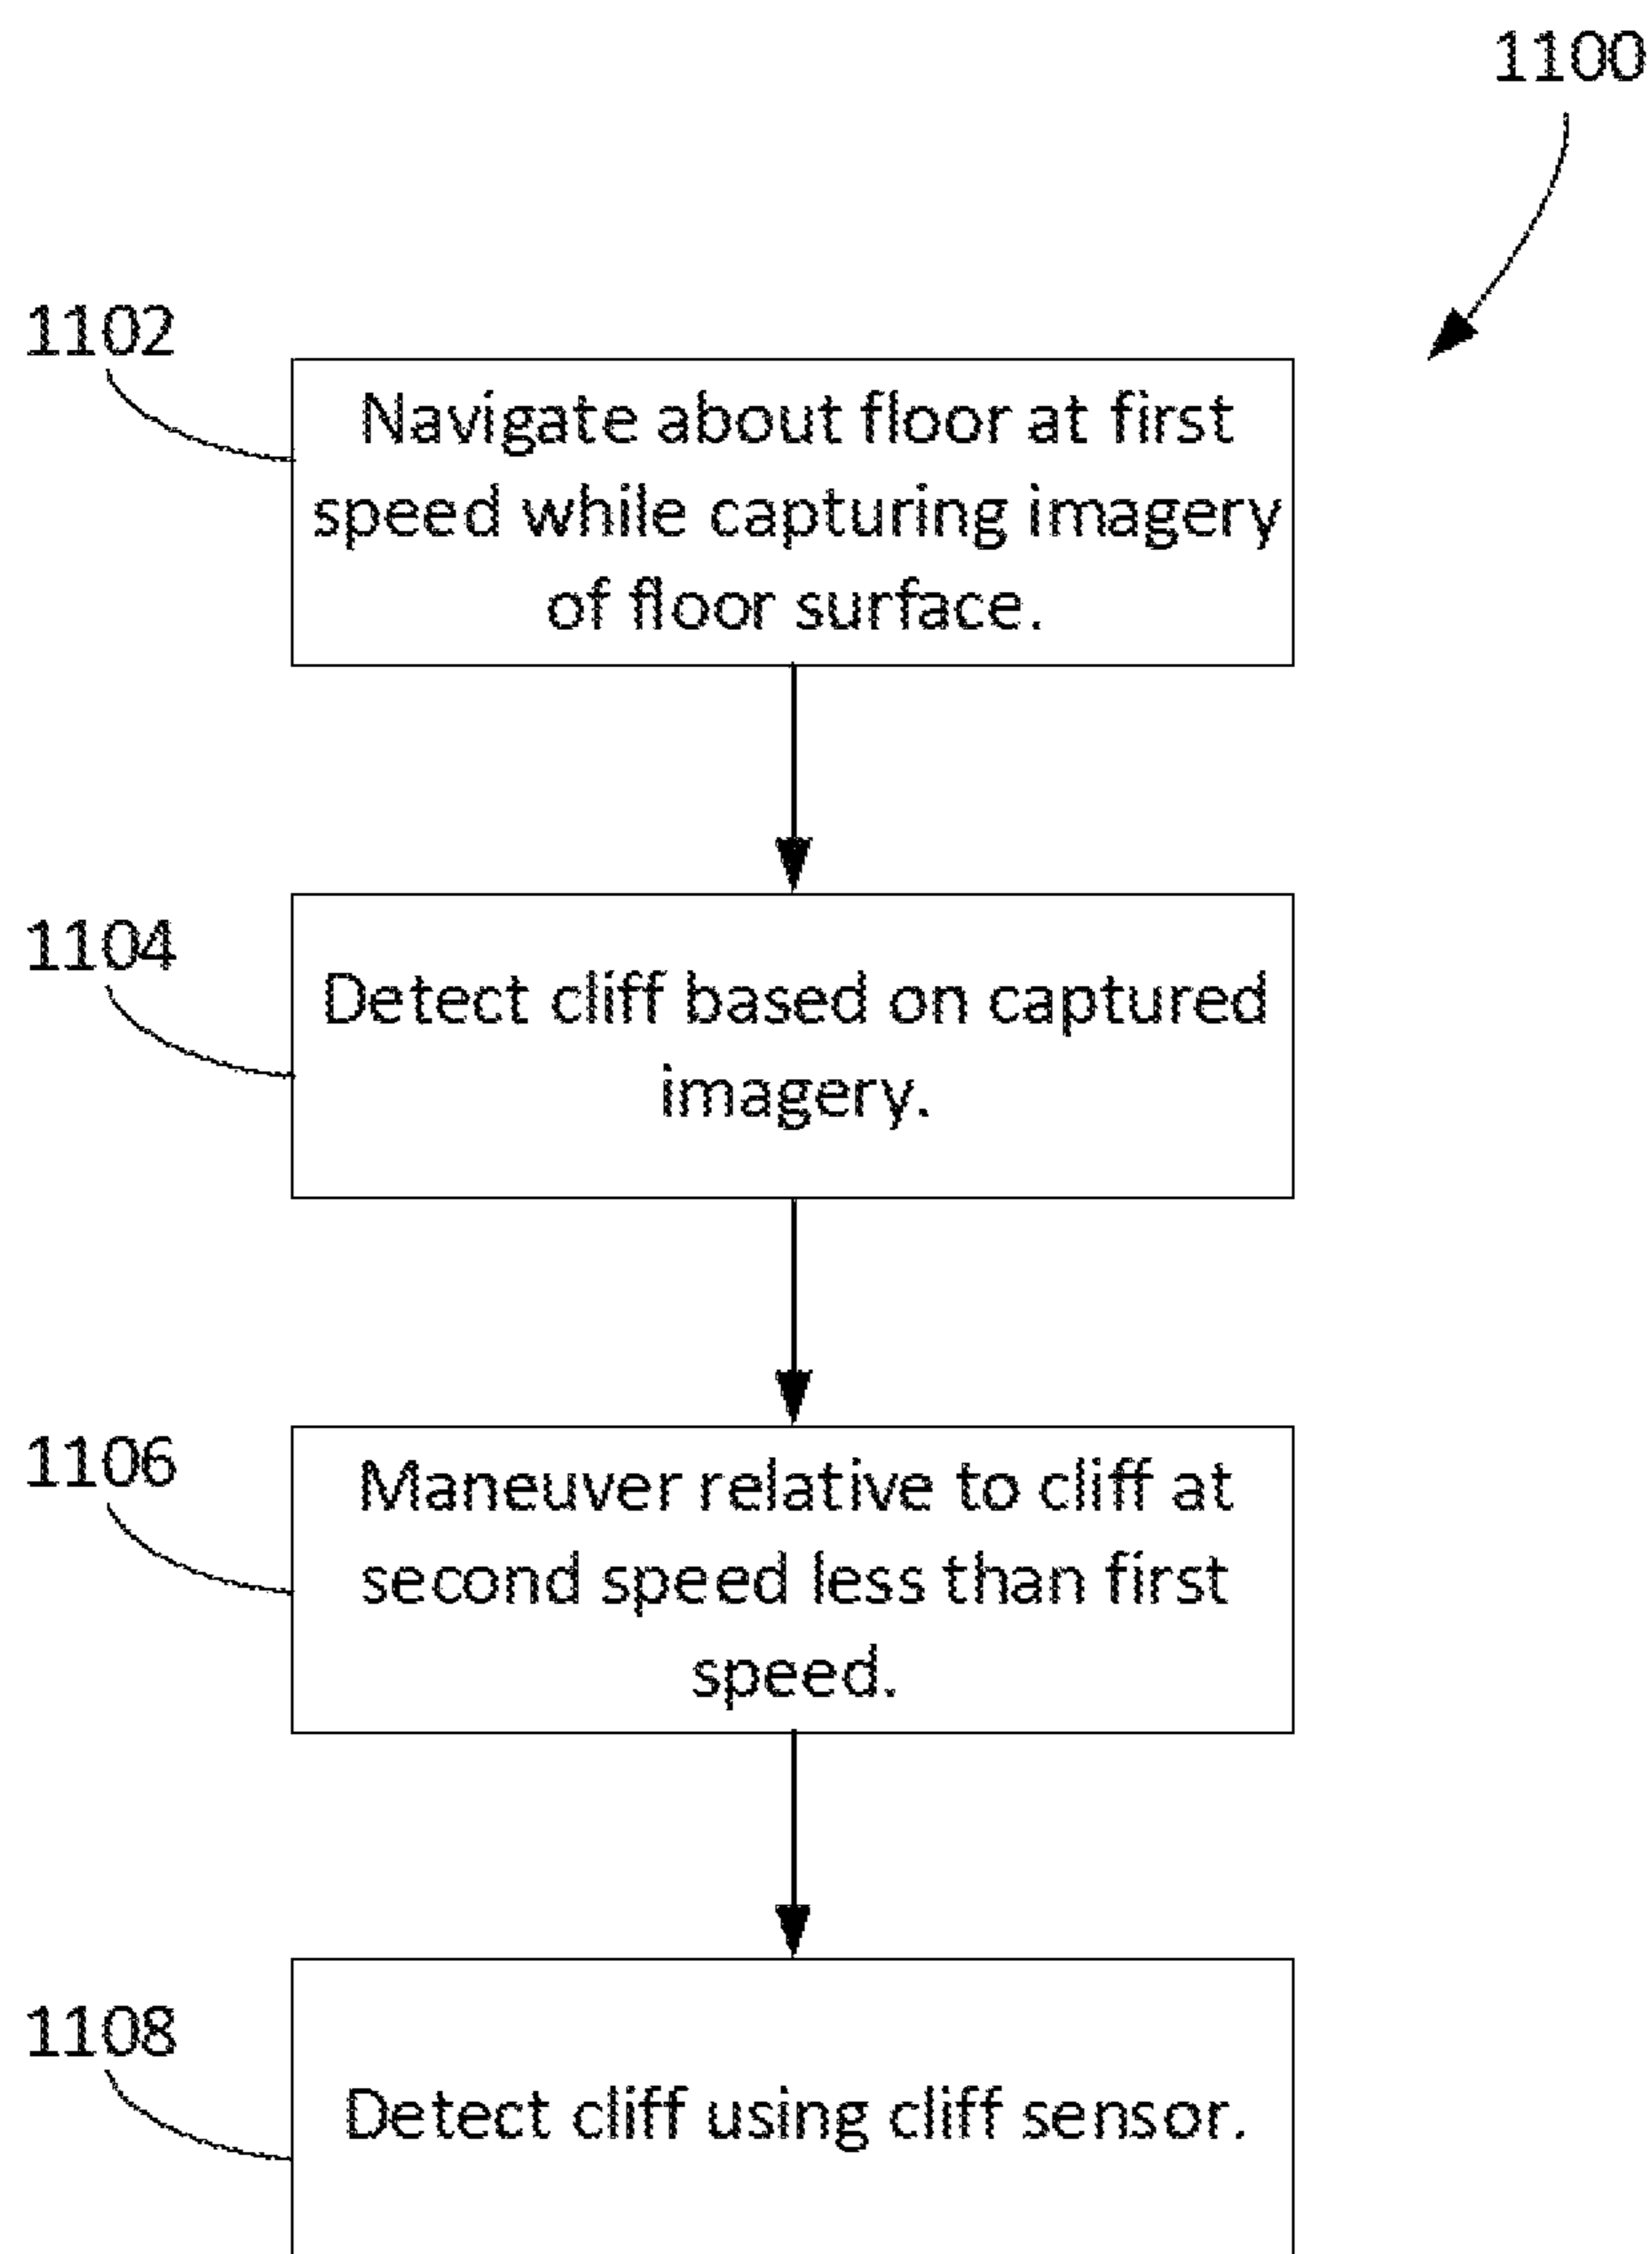 1100
1102
Navigate about floor at first
speed while capturing imagery
of floor surface.
1104
Detect cliff based on captured
imagery.
1106
Maneuver relative to cliff at
second speed less than first
speed.
1108
Detect cliff using cliff sensor.